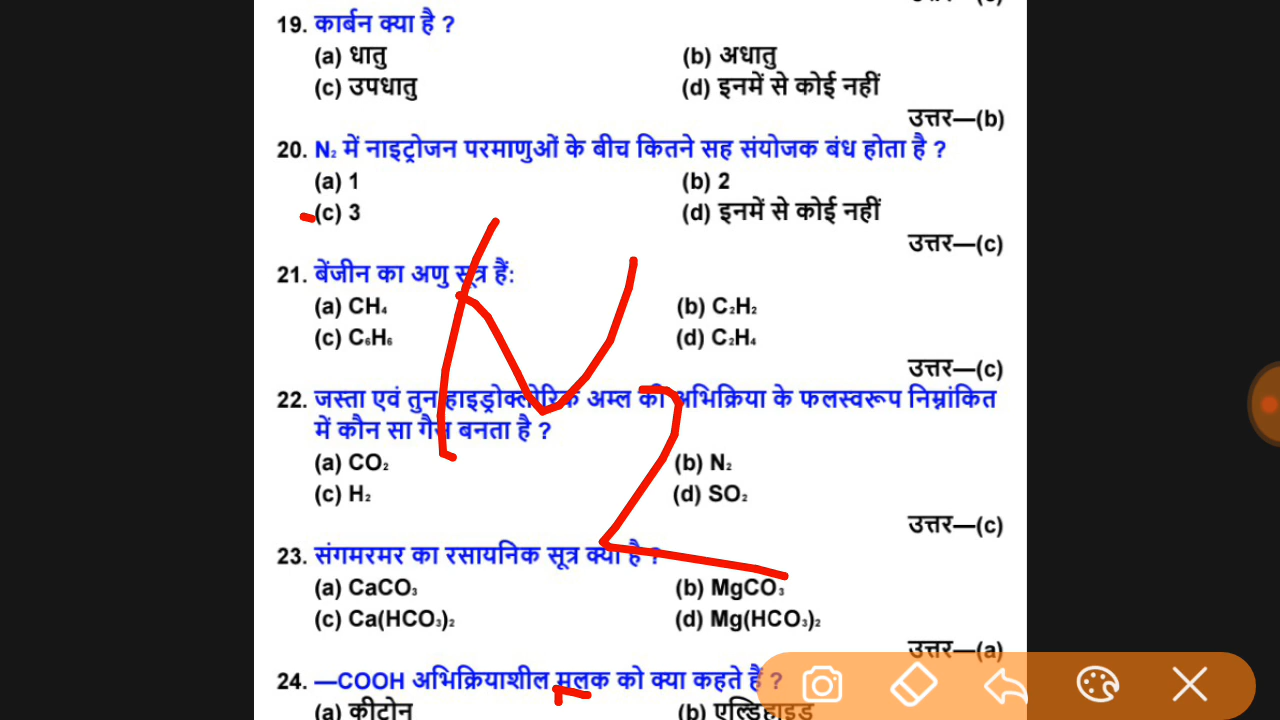 19. कार्बन क्या है ?
(a) धातु (b) अधातु
(c) उपधातु (d) इनमें से कोई नहीं
उत्तर—(b)
20. N₂ में नाइट्रोजन परमाणुओं के बीच कितने सह संयोजक बंध होता है ?
(a) 1 (b) 2
(c) 3 (d) इनमें से कोई नहीं
उत्तर—(c)
21. बेंजीन का अणु सूत्र हैं:
(a) CH₄ (b) C₂H₂
(c) C₆H₆ (d) C₂H₄
उत्तर—(c)
N2
22. जस्ता एवं तुन हाइड्रोक्लोरिक अम्ल की अभिक्रिया के फलस्वरूप निम्नांकित
में कौन सा गैस बनता है ?
(a) CO₂ (b) N₂
(c) H₂ (d) SO₂
उत्तर—(c)
23. संगमरमर का रसायनिक सूत्र क्या है ?
(a) CaCO₃ (b) MgCO₃
(c) Ca(HCO₃)₂ (d) Mg(HCO₃)₂
उत्तर—(a)
24. —COOH अभिक्रियाशील मूलक को क्या कहते हैं ?
(a) कीटोन (b) एल्डिहाइड